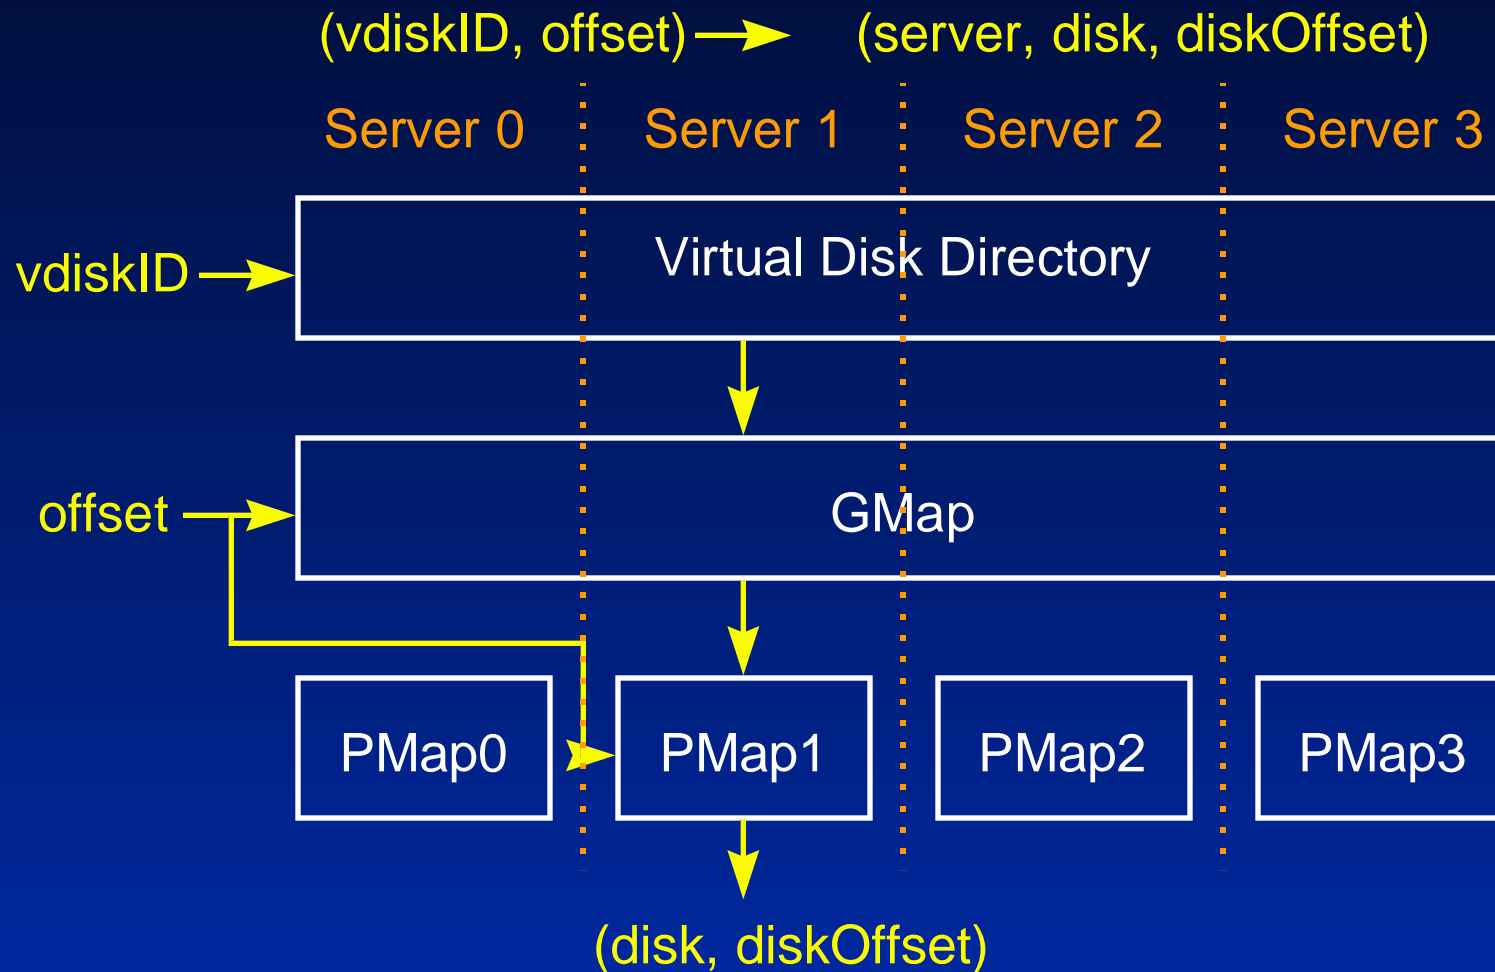 (vdiskID, offset) (server, disk, diskOffset)
Server 0 Server 1 Server 2 Server 3
Virtual Disk Directory
vdiskID
offset
GMap
PMap0 PMap1 PMap2 PMap3
(disk, diskOffset)